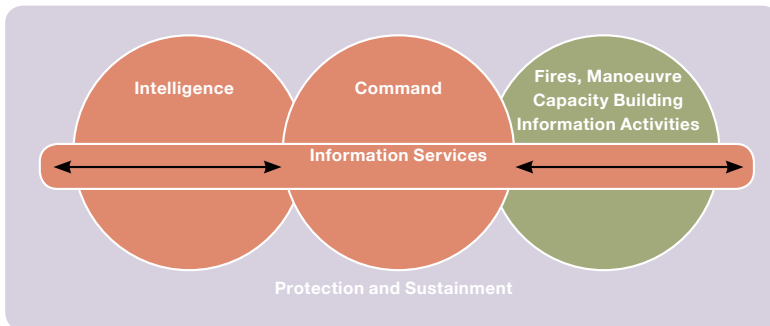 Intelligence
Command
Fires, Manoeuvre
Capacity Building
Information Activities
Information Services
Protection and Sustainment